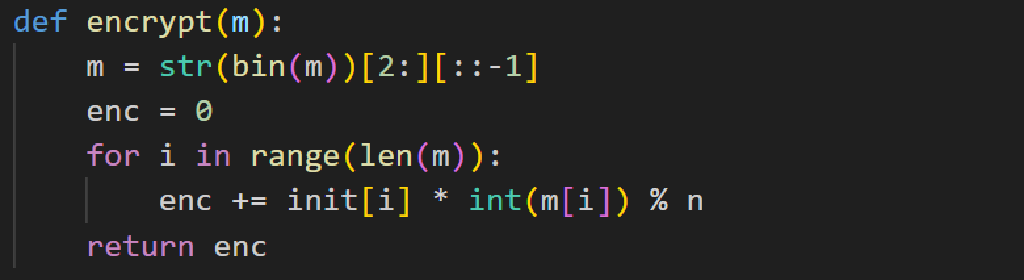 def encrypt(m):
    m = str(bin(m))[2:][::-1]
    enc = 0
    for i in range(len(m)):
        enc += init[i] * int(m[i]) % n
    return enc